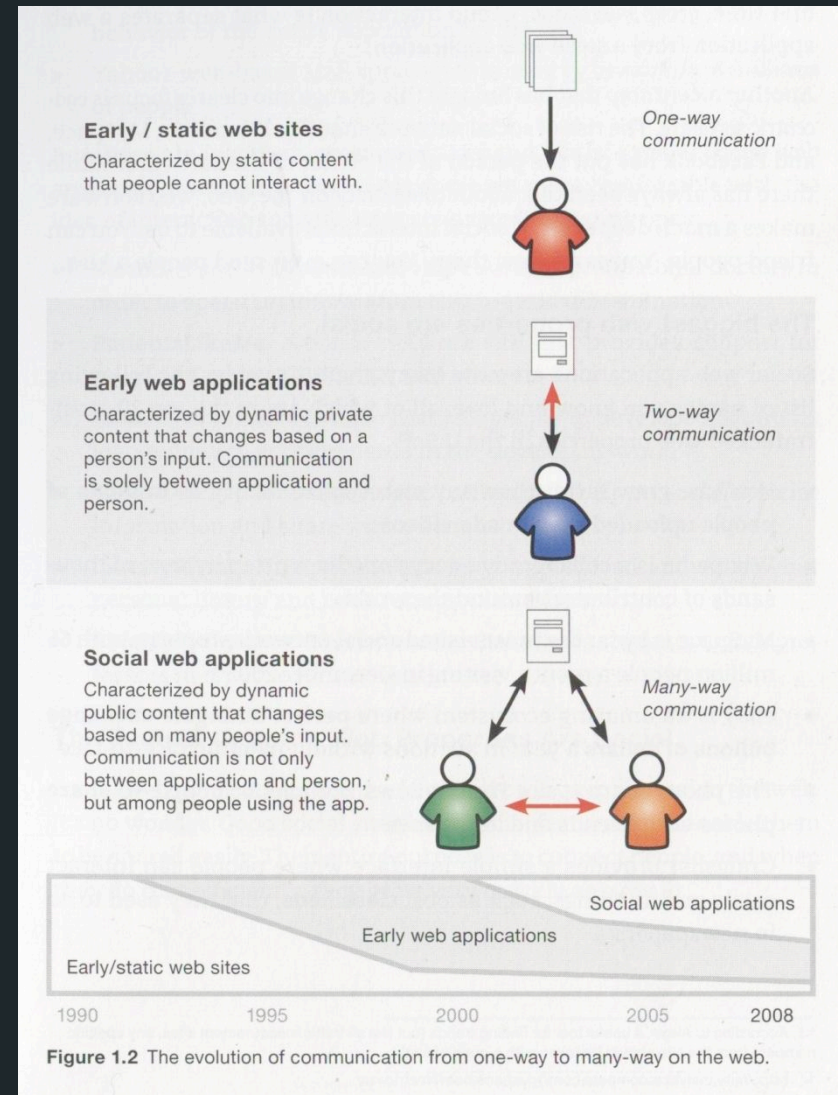 Early / static web sites
Characterized by static content
that people cannot interact with.
One-way
communication
Early web applications
Characterized by dynamic private
content that changes based on a
person's input. Communication
is solely between application and
person.
Two-way
communication
Social web applications
Characterized by dynamic
public content that changes
based on many people's input.
Communication is not only
between application and person,
but among people using the app.
Many-way
communication
Social web applications
Early web applications
Early/static web sites
1990 1995 2000 2005 2008
Figure 1.2 The evolution of communication from one-way to many-way on the web.